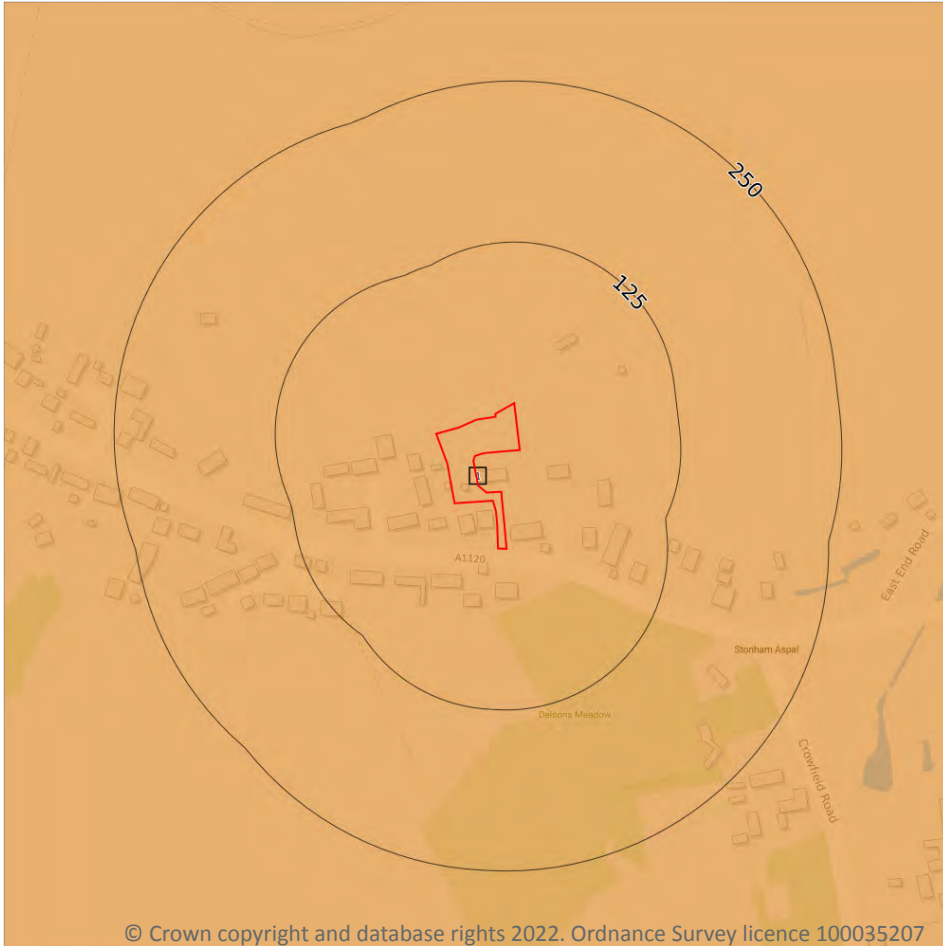 250
125
1
A1120
East End Road
Stonham Aspal
Delsons Meadow
Crowfield Road
© Crown copyright and database rights 2022. Ordnance Survey licence 100035207